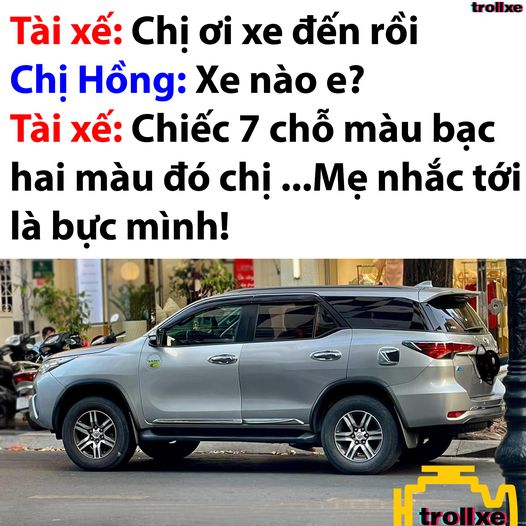 trollxe
Tài xế: Chị ơi xe đến rồi
Chị Hồng: Xe nào e?
Tài xế: Chiếc 7 chỗ màu bạc
hai màu đó chị ...Mẹ nhắc tới
là bực mình!
trollxe